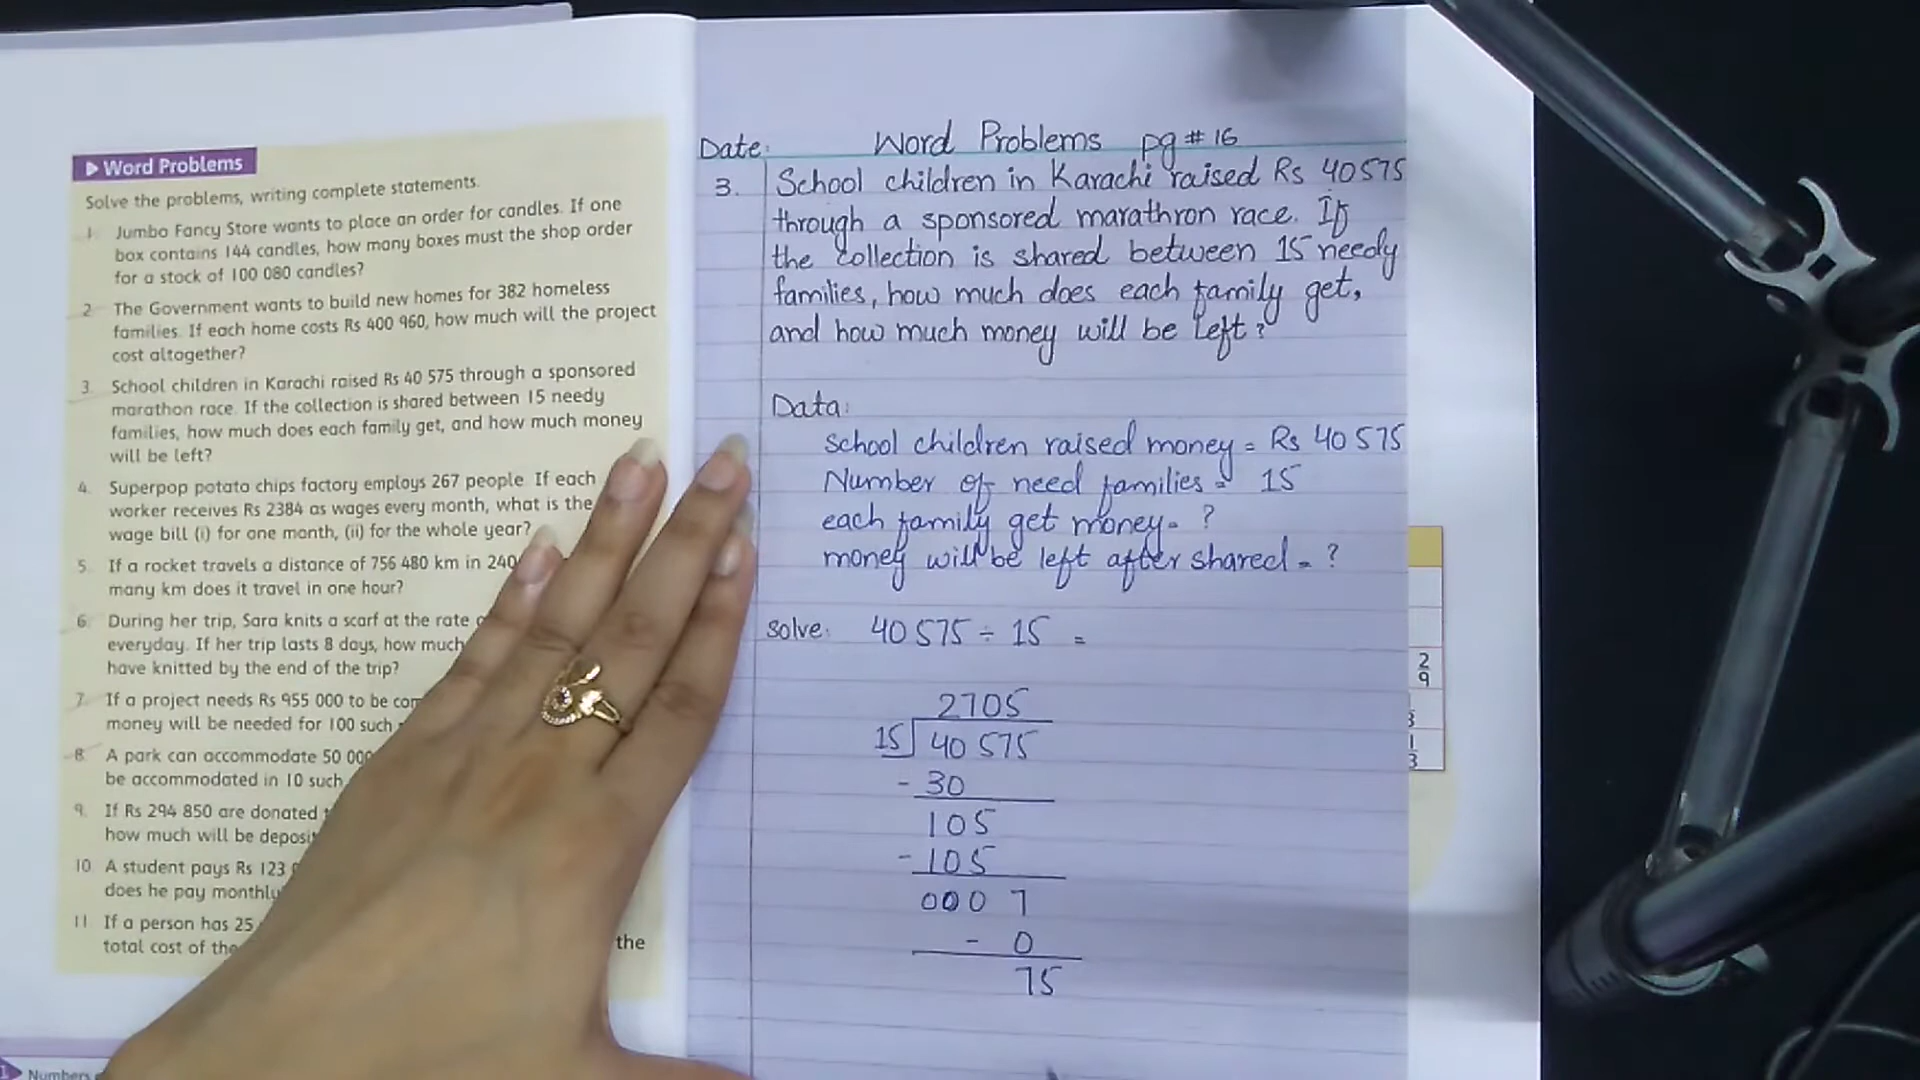 Word Problems
Solve the problems, writing complete statements.
1. Jumbo Fancy Store wants to place an order for candles. If one
box contains 144 candles, how many boxes must the shop order
for a stock of 100 080 candles?
2. The Government wants to build new homes for 382 homeless
families. If each home costs Rs 400 960, how much will the project
cost altogether?
3. School children in Karachi raised Rs 40 575 through a sponsored
marathon race. If the collection is shared between 15 needy
families, how much does each family get, and how much money
will be left?
4. Superpop potato chips factory employs 267 people. If each
worker receives Rs 2384 as wages every month, what is the
wage bill (i) for one month, (ii) for the whole year?
5. If a rocket travels a distance of 756 480 km in 240
many km does it travel in one hour?
6. During her trip, Sara knits a scarf at the rate
everyday. If her trip lasts 8 days, how much
have knitted by the end of the trip?
7. If a project needs Rs 955 000 to be com
money will be needed for 100 such
8. A park can accommodate 50 000
be accommodated in 10 such
9. If Rs 294 850 are donated
how much will be deposit
10 A student pays Rs 123
does he pay monthly
11 If a person has 25
total cost of the the
1 Numbers
Date: Word Problems pg # 16
3. School children in Karachi raised Rs 40 575
through a sponsored marathron race. If
the collection is shared between 15 needy
families, how much does each family get,
and how much money will be left?
Data:
school children raised money = Rs 40 575
Number of need families = 15
each family get money = ?
money will be left after shared = ?
solve: 40 575 ÷ 15 =
2705
15 40 575
- 30
105
- 105
000 7
- 0
75
2
9
3
1
3